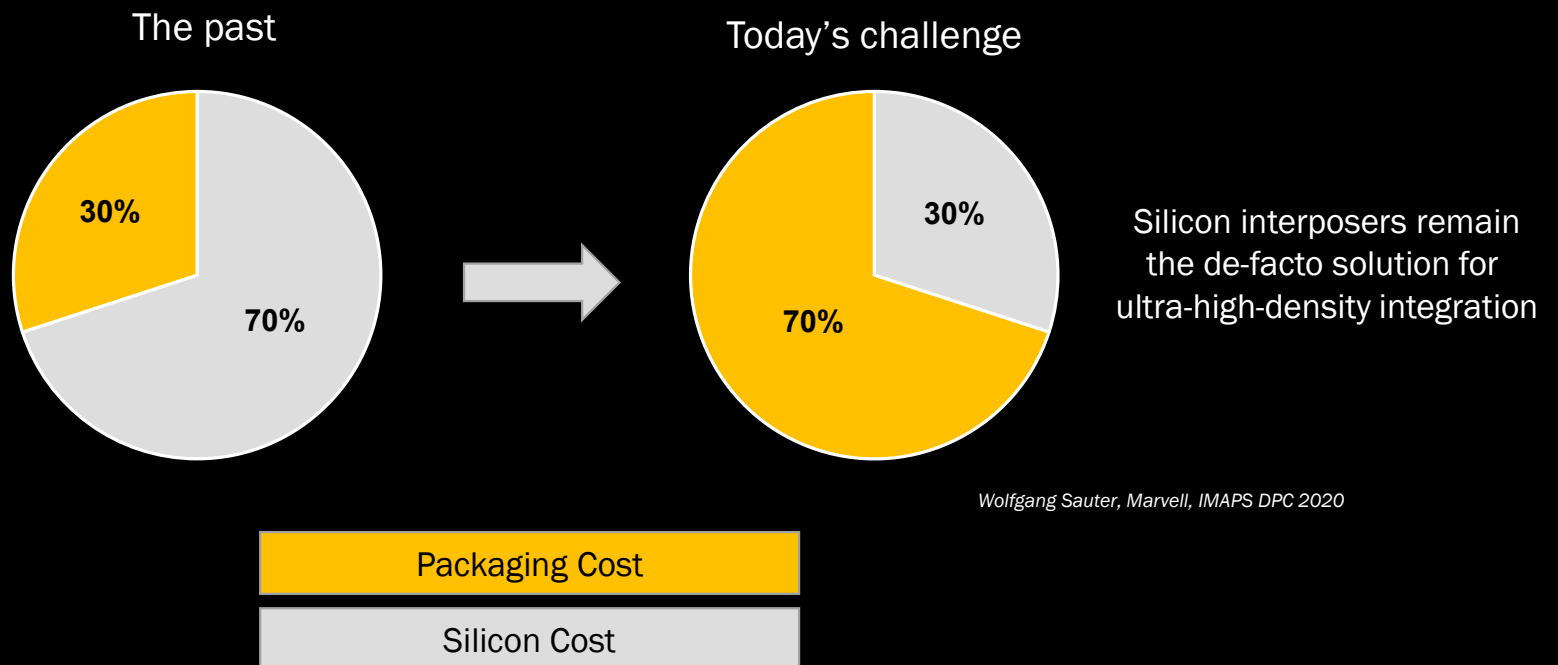 The past
Today’s challenge
30%
70%
30%
70%
Silicon interposers remain
the de-facto solution for
ultra-high-density integration
Wolfgang Sauter, Marvell, IMAPS DPC 2020
Packaging Cost
Silicon Cost